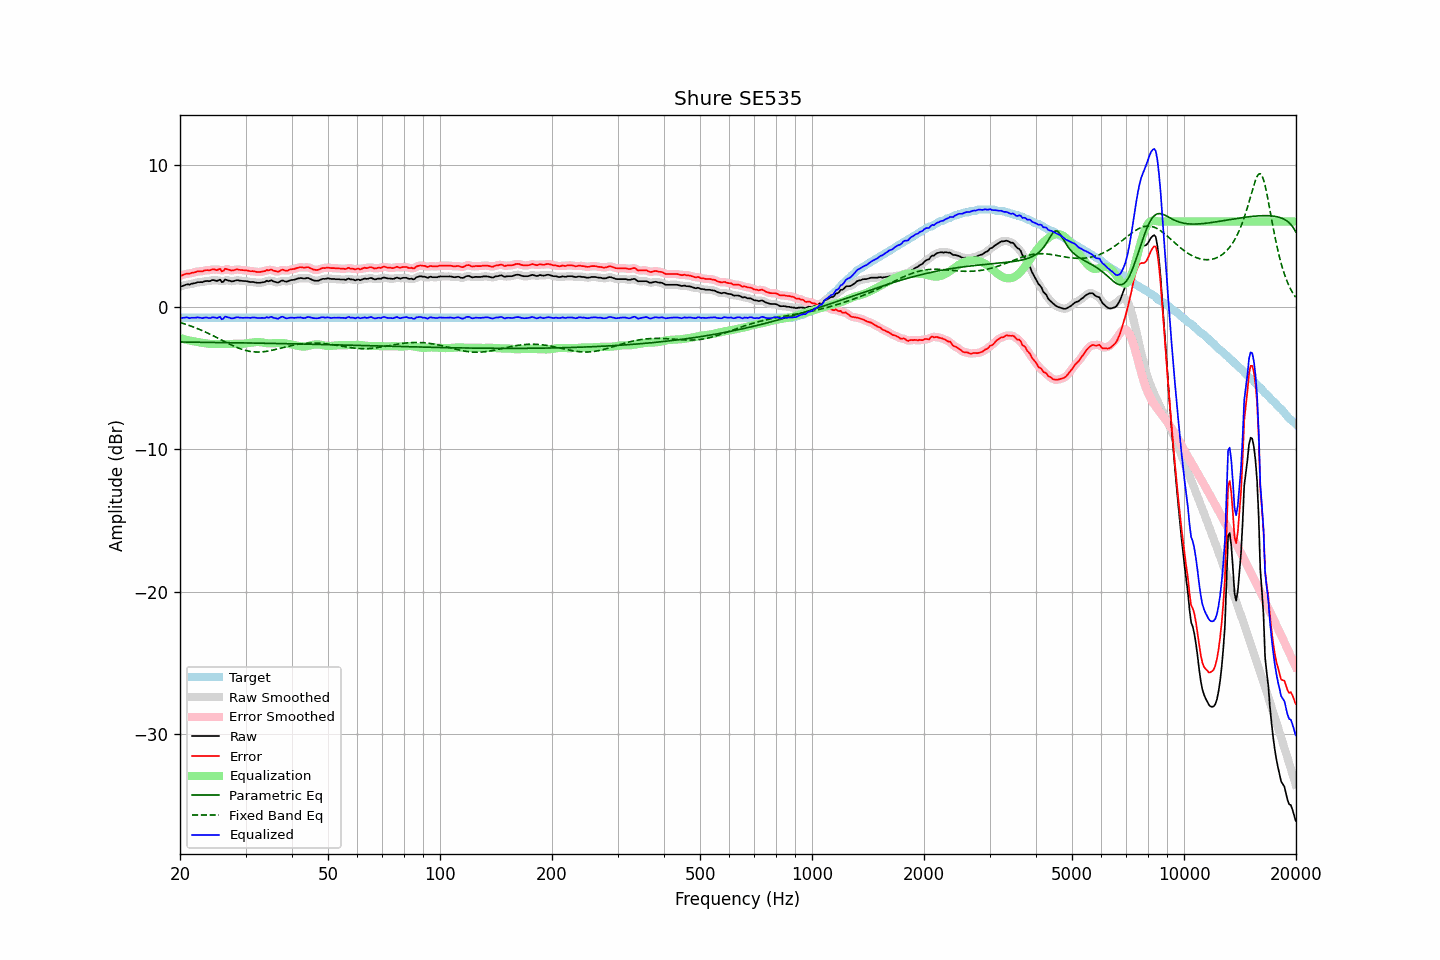 Shure SE535
Amplitude (dBr)
10
0
−10
−20
−30
Target
Raw Smoothed
Error Smoothed
Raw
Error
Equalization
Parametric Eq
Fixed Band Eq
Equalized
20
50
100
200
500
1000
2000
5000
10000
20000
Frequency (Hz)